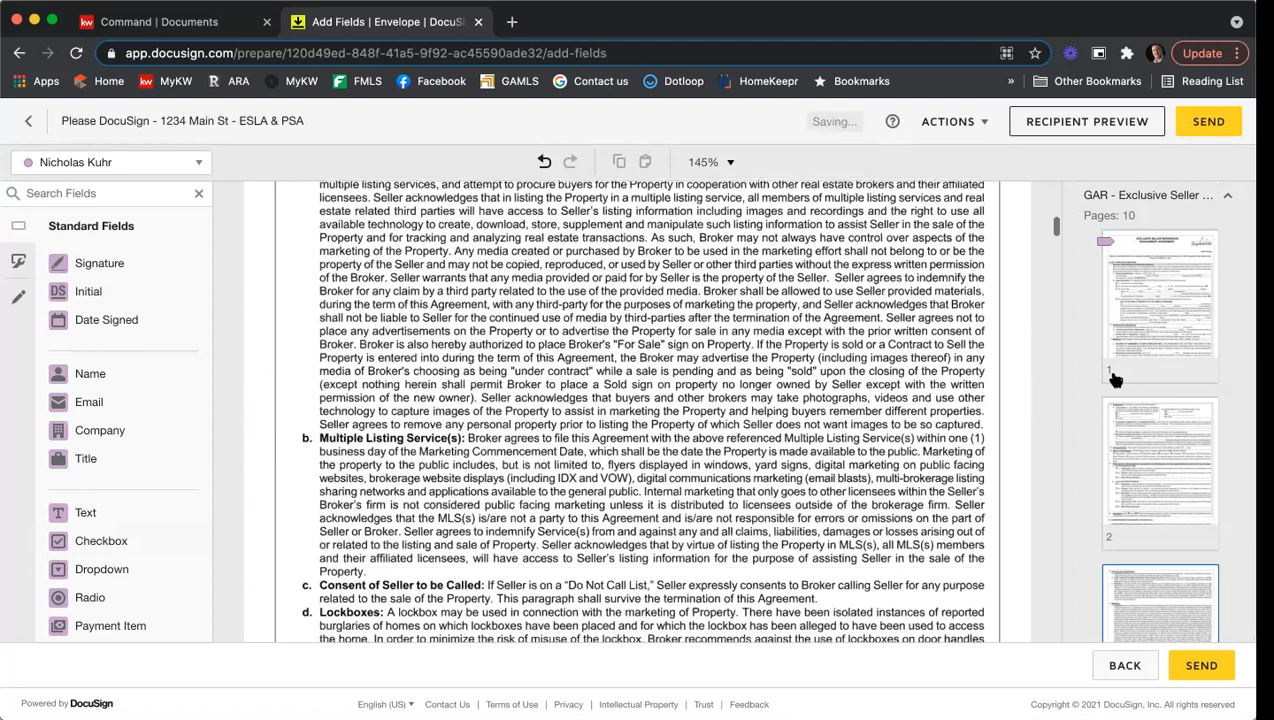 Command | Documents
Add Fields | Envelope | DocuSi
app.docusign.com/prepare/120d49ed-848f-41a5-9f92-ac45590ade32/add-fields
Update
Apps
Home
kw MyKW
R ARA
MyKW
FMLS
Facebook
GAMLS
Contact us
Dotloop
HomeKeepr
Bookmarks
»
Other Bookmarks
Reading List
Please DocuSign - 1234 Main St - ESLA & PSA
Saving...
ACTIONS
RECIPIENT PREVIEW
SEND
Nicholas Kuhr
145%
Search Fields
Standard Fields
Signature
DS Initial
Date Signed
Name
Email
Company
Title
Text
Checkbox
Dropdown
Radio
Payment Item
multiple listing services, and attempt to procure buyers for the Property in cooperation with other real estate brokers and their affiliated
licensees. Seller acknowledges that in listing the Property in a multiple listing service, all members of multiple listing services and real
estate related third parties will have access to Seller's listing information including images and recordings and the right to use all
available technology to create, download, store, supplement and manipulate such listing information to assist Seller in the sale of the
Property and for tracking and analyzing real estate transactions. As such, Broker may not always have control over aspects of the
marketing of the Property. Any media created or purchased by Broker to be used in the marketing effort shall not belong to or be the
property of the Seller and may not be copied, reproduced, or used by Seller or other third parties without the express written permission
of the Broker. Seller agrees to indemnify Broker if Seller provides media provided or paid for by Seller is the property of the Seller. Seller agrees to indemnify
Broker for any claim by a third-party related to the use of the provided media. Broker shall be allowed to use Seller provided materials,
during the term of this Agreement, with any third-party for the purposes of marketing the property, and Seller acknowledges that Broker
shall not be liable to Seller for the continued use of media by third-parties after the termination of the Agreement. Seller agrees not to
place any advertisements on the Property or to advertise the Property for sale in any media except with the prior written consent of
Broker. Broker is also allowed to place Broker's "For Sale" sign on Property. If the Property is sold or a contract to Sell the
Property is entered into during the term of this Agreement, the Broker may advertise the Property (including images thereof) in any
media of Broker's choosing as being "under contract" while a sale is pending and as being "sold" upon the closing of the Property
(except nothing herein shall permit Broker to place a Sold sign on property no longer owned by Seller except with the written
permission of the new owner). Seller acknowledges that buyers and other brokers may take photographs, videos and use other
technology to capture images of the Property to assist in marketing the Property and helping buyers remember different properties.
Seller agrees to remove any personal property prior to listing the Property of which Seller does not want images to be so captured.
b. Multiple Listing Service: Broker agrees to file this Agreement with the above referenced Multiple Listing Service(s) within one (1)
business day of the Marketing Commencement Date, which shall be the date the Property is made available to the public. Marketing of
the property to the public includes, but is not limited to, flyers displayed in windows, yard signs, digital marketing on public facing
websites, brokerage website displays (including IDX and VOW), digital communications marketing (email blasts), multi-brokerage listing
sharing networks and applications available to the general public. Internal marketing that only goes to other licensees within the Seller's
Broker's firm is not considered public facing marketing unless it is distributed to licensees outside of the brokerage firm. Seller
acknowledges that the MLS(s) is/are not a party to this Agreement and is/are not responsible for errors or omissions on the part of
Seller or Broker. Seller agrees to indemnify Service(s) from and against any and all claims, liabilities, damages or losses arising out of
or related to the listing and sale of Property. Seller acknowledges that by virtue of listing the Property in MLS(s), all MLS(s) members
and their affiliated licensees, will have access to Seller's listing information for the purpose of assisting Seller in the sale of the
Property.
c. Consent of Seller to be Called: If Seller is on a "Do Not Call List," Seller expressly consents to Broker calling Seller for any purpose
related to the sale of the Property. This paragraph shall survive the termination of this Agreement.
d. Lockboxes: A lockbox may be used in connection with the marketing of Property. There have been isolated instances of reported
burglaries of homes on which lockboxes have been placed and for which the lockbox has been alleged to have been used to access
the home. In order to minimize the risk of misuse of the lockbox, Broker recommends against the use of lockboxes on door handles
GAR - Exclusive Seller ...
Pages: 10
1
2
BACK
SEND
Powered by DocuSign
English (US)
Contact Us
Terms of Use
Privacy
Intellectual Property
Trust
Feedback
Copyright © 2021 DocuSign, Inc. All rights reserved